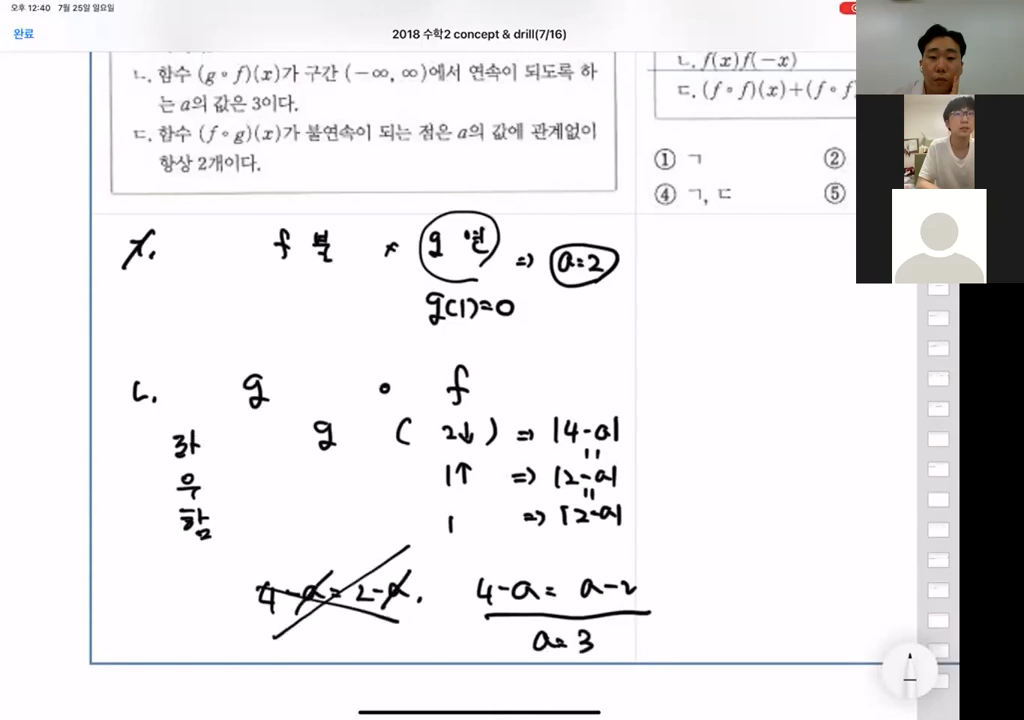 오후 12:40 7월 25일 일요일
완료
2018 수학2 concept & drill(7/16)
ㄴ. 함수 (g∘f)(x)가 구간 (-∞, ∞)에서 연속이 되도록 하
는 a의 값은 3이다.
ㄷ. 함수 (f∘g)(x)가 불연속이 되는 점은 a의 값에 관계없이
항상 2개이다.
ㄴ. f(x)f(-x)
ㄷ. (f∘f)(x)+(f∘f)
① ㄱ
②
④ ㄱ, ㄷ
⑤
ㄱ. f 불 × g 연 ⇒ a=2
g(1)=0
ㄴ. g ∘ f
좌 g ( 2↓ ) ⇒ |4-a|
"
우 1↑ ⇒ |2-a|
"
함 1 ⇒ |2-a|
4-a=2-a. 4-a= a-2
a=3